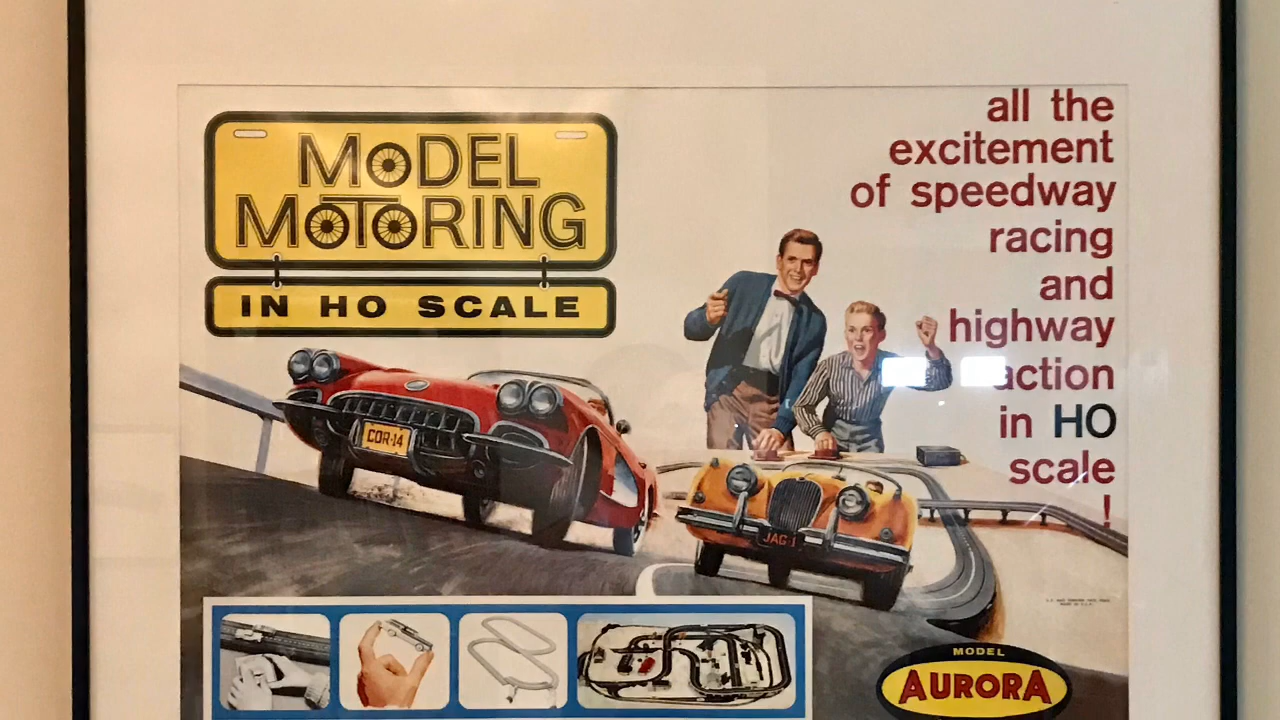 MODEL
MOTORING
IN HO SCALE
all the
excitement
of speedway
racing
and
highway
action
in HO
scale
!
COR-14
JAG-1
MODEL
AURORA